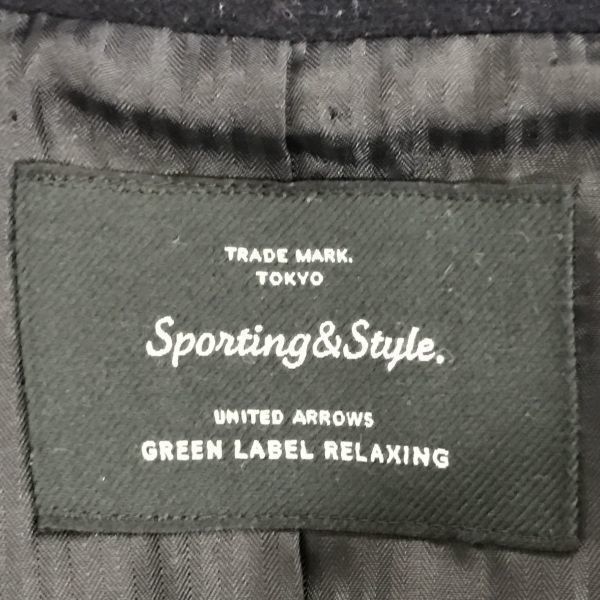 TRADE MARK.
TOKYO
Sporting&Style.
UNITED ARROWS
GREEN LABEL RELAXING